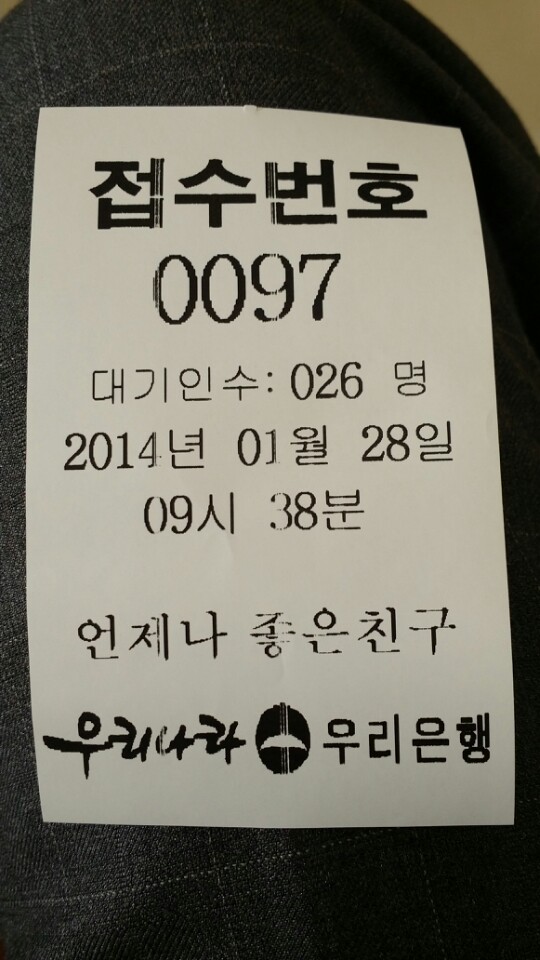 접수번호
0097
대기인수: 026 명
2014년 01월 28일
09시 38분
언제나 좋은친구
우리나라 우리은행